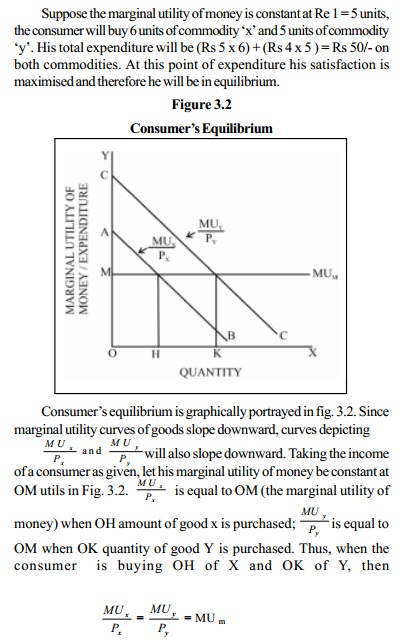 Suppose the marginal utility of money is constant at Re 1 = 5 units,
the consumer will buy 6 units of commodity ‘x’ and 5 units of commodity
‘y’. His total expenditure will be (Rs 5 x 6) + (Rs 4 x 5 ) = Rs 50/- on
both commodities. At this point of expenditure his satisfaction is
maximised and therefore he will be in equilibrium.
Figure 3.2
Consumer’s Equilibrium
MARGINAL UTILITY OF
MONEY / EXPENDITURE
Y
C
A
MU_Y / P_Y
MU_x / P_x
M
MU_M
B
C
O H K X
QUANTITY
Consumer’s equilibrium is graphically portrayed in fig. 3.2. Since
marginal utility curves of goods slope downward, curves depicting
MU_x / P_x and MU_y / P_y will also slope downward. Taking the income
of a consumer as given, let his marginal utility of money be constant at
OM utils in Fig. 3.2. MU_x / P_x is equal to OM (the marginal utility of
money) when OH amount of good x is purchased; MU_y / P_y is equal to
OM when OK quantity of good Y is purchased. Thus, when the
consumer is buying OH of X and OK of Y, then
MU_x / P_x = MU_y / P_y = MU m